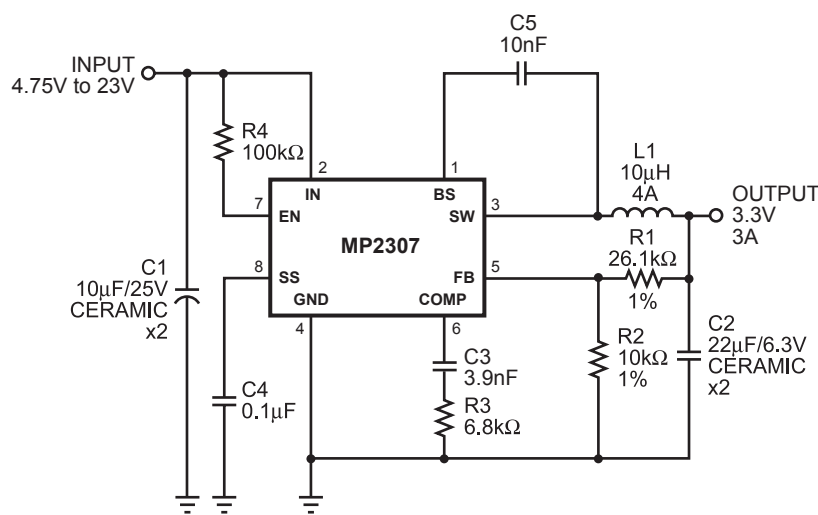 C5
10nF
INPUT
4.75V to 23V
R4
100kΩ
2
1
L1
10μH
4A
IN
BS
OUTPUT
3.3V
3A
7
EN
SW
3
MP2307
R1
26.1kΩ
1%
8
SS
FB
5
C1
10μF/25V
CERAMIC
x2
GND
COMP
4
6
R2
10kΩ
1%
C2
22μF/6.3V
CERAMIC
x2
C3
3.9nF
C4
0.1μF
R3
6.8kΩ